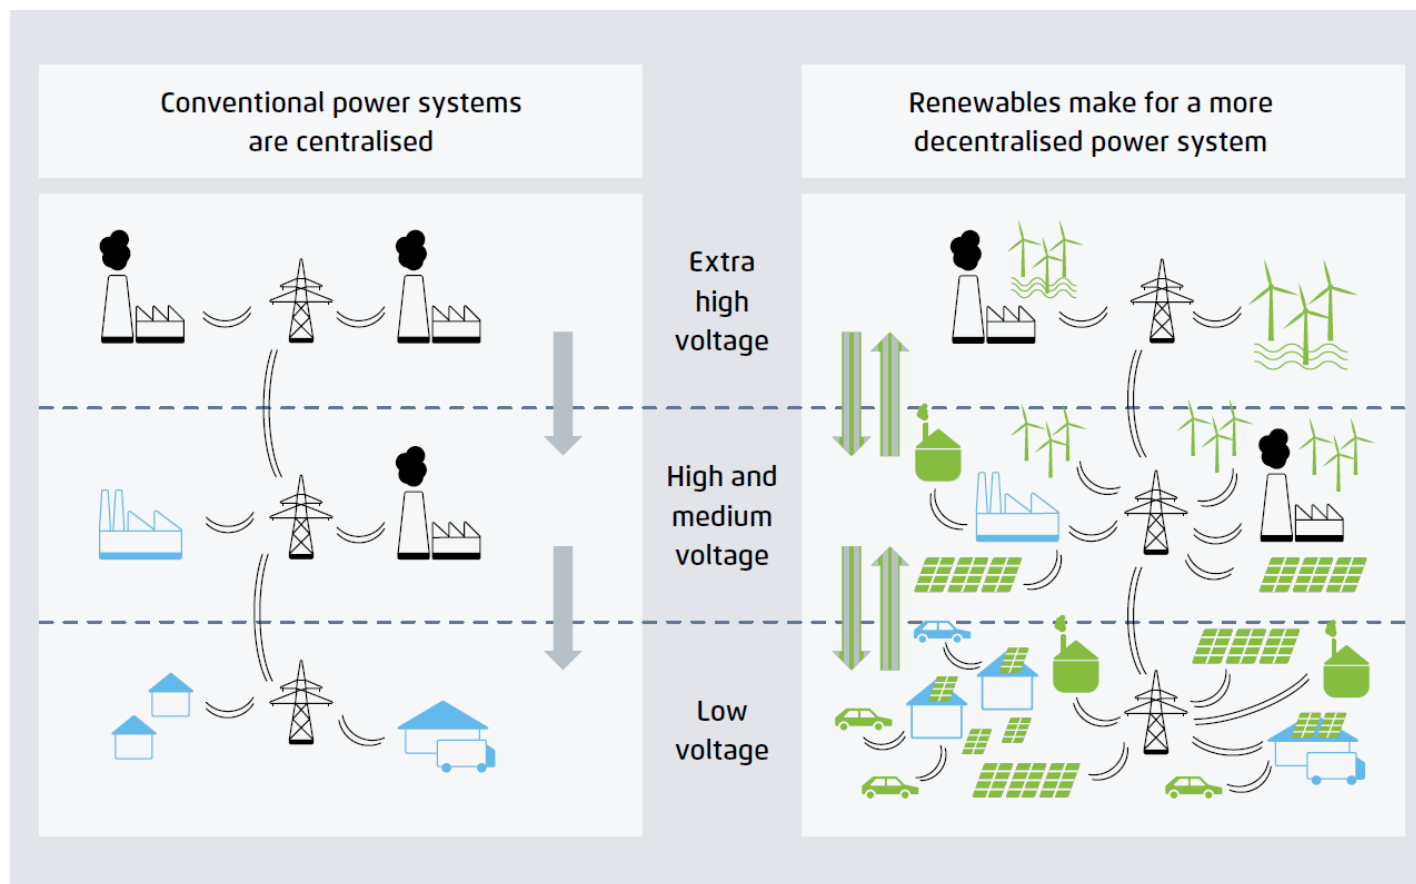 Conventional power systems
are centralised
Renewables make for a more
decentralised power system
Extra
high
voltage
High and
medium
voltage
Low
voltage